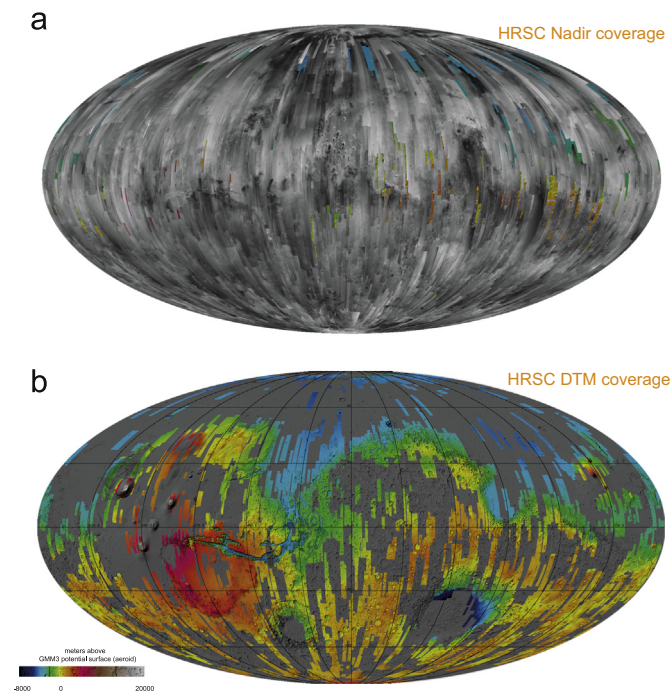 a
HRSC Nadir coverage
b
HRSC DTM coverage
meters above
GMM3 potential surface (aeroid)
-8000
0
20000